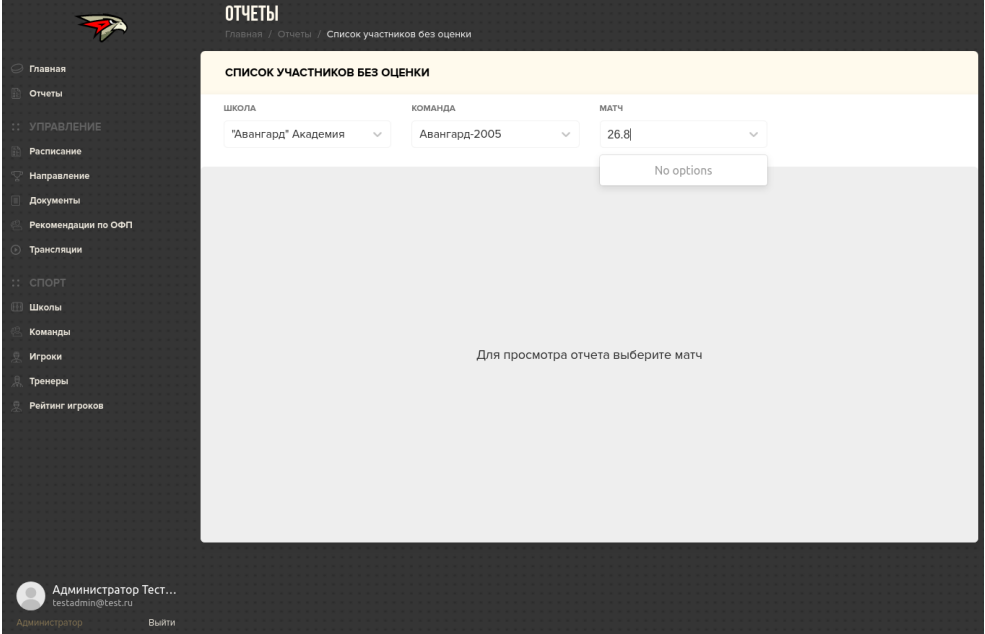 ОТЧЕТЫ
Главная / Отчеты / Список участников без оценки
Главная
Отчеты
УПРАВЛЕНИЕ
Расписание
Направление
Документы
Рекомендации по ОФП
Трансляции
СПОРТ
Школы
Команды
Игроки
Тренеры
Рейтинг игроков
СПИСОК УЧАСТНИКОВ БЕЗ ОЦЕНКИ
ШКОЛА КОМАНДА МАТЧ
"Авангард" Академия Авангард-2005 26.8
No options
Для просмотра отчета выберите матч
Администратор Тест...
testadmin@test.ru
Администратор Выйти